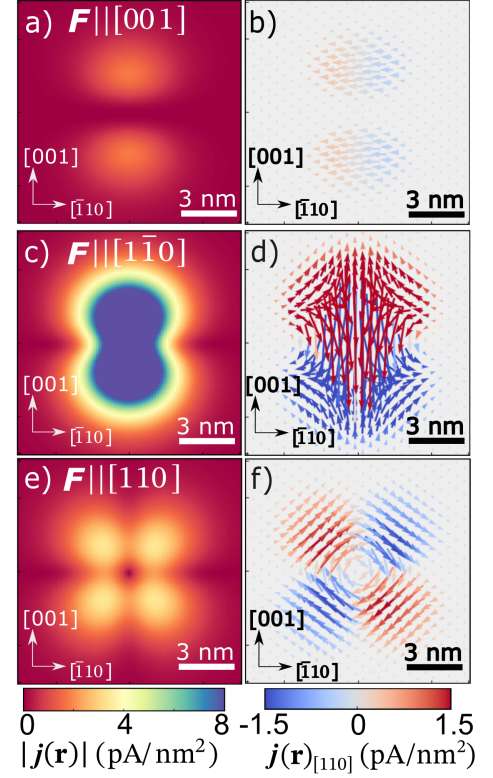 a) F||[001]
b)
[001]
[1̅10]
3 nm
[001]
[1̅10]
3 nm
c) F||[11̅0]
d)
[001]
[1̅10]
3 nm
[001]
[1̅10]
3 nm
e) F||[110]
f)
[001]
[1̅10]
3 nm
[001]
[1̅10]
3 nm
0 4 8
-1.5 0 1.5
|j(r)| (pA/nm²)
j(r)[110] (pA/nm²)